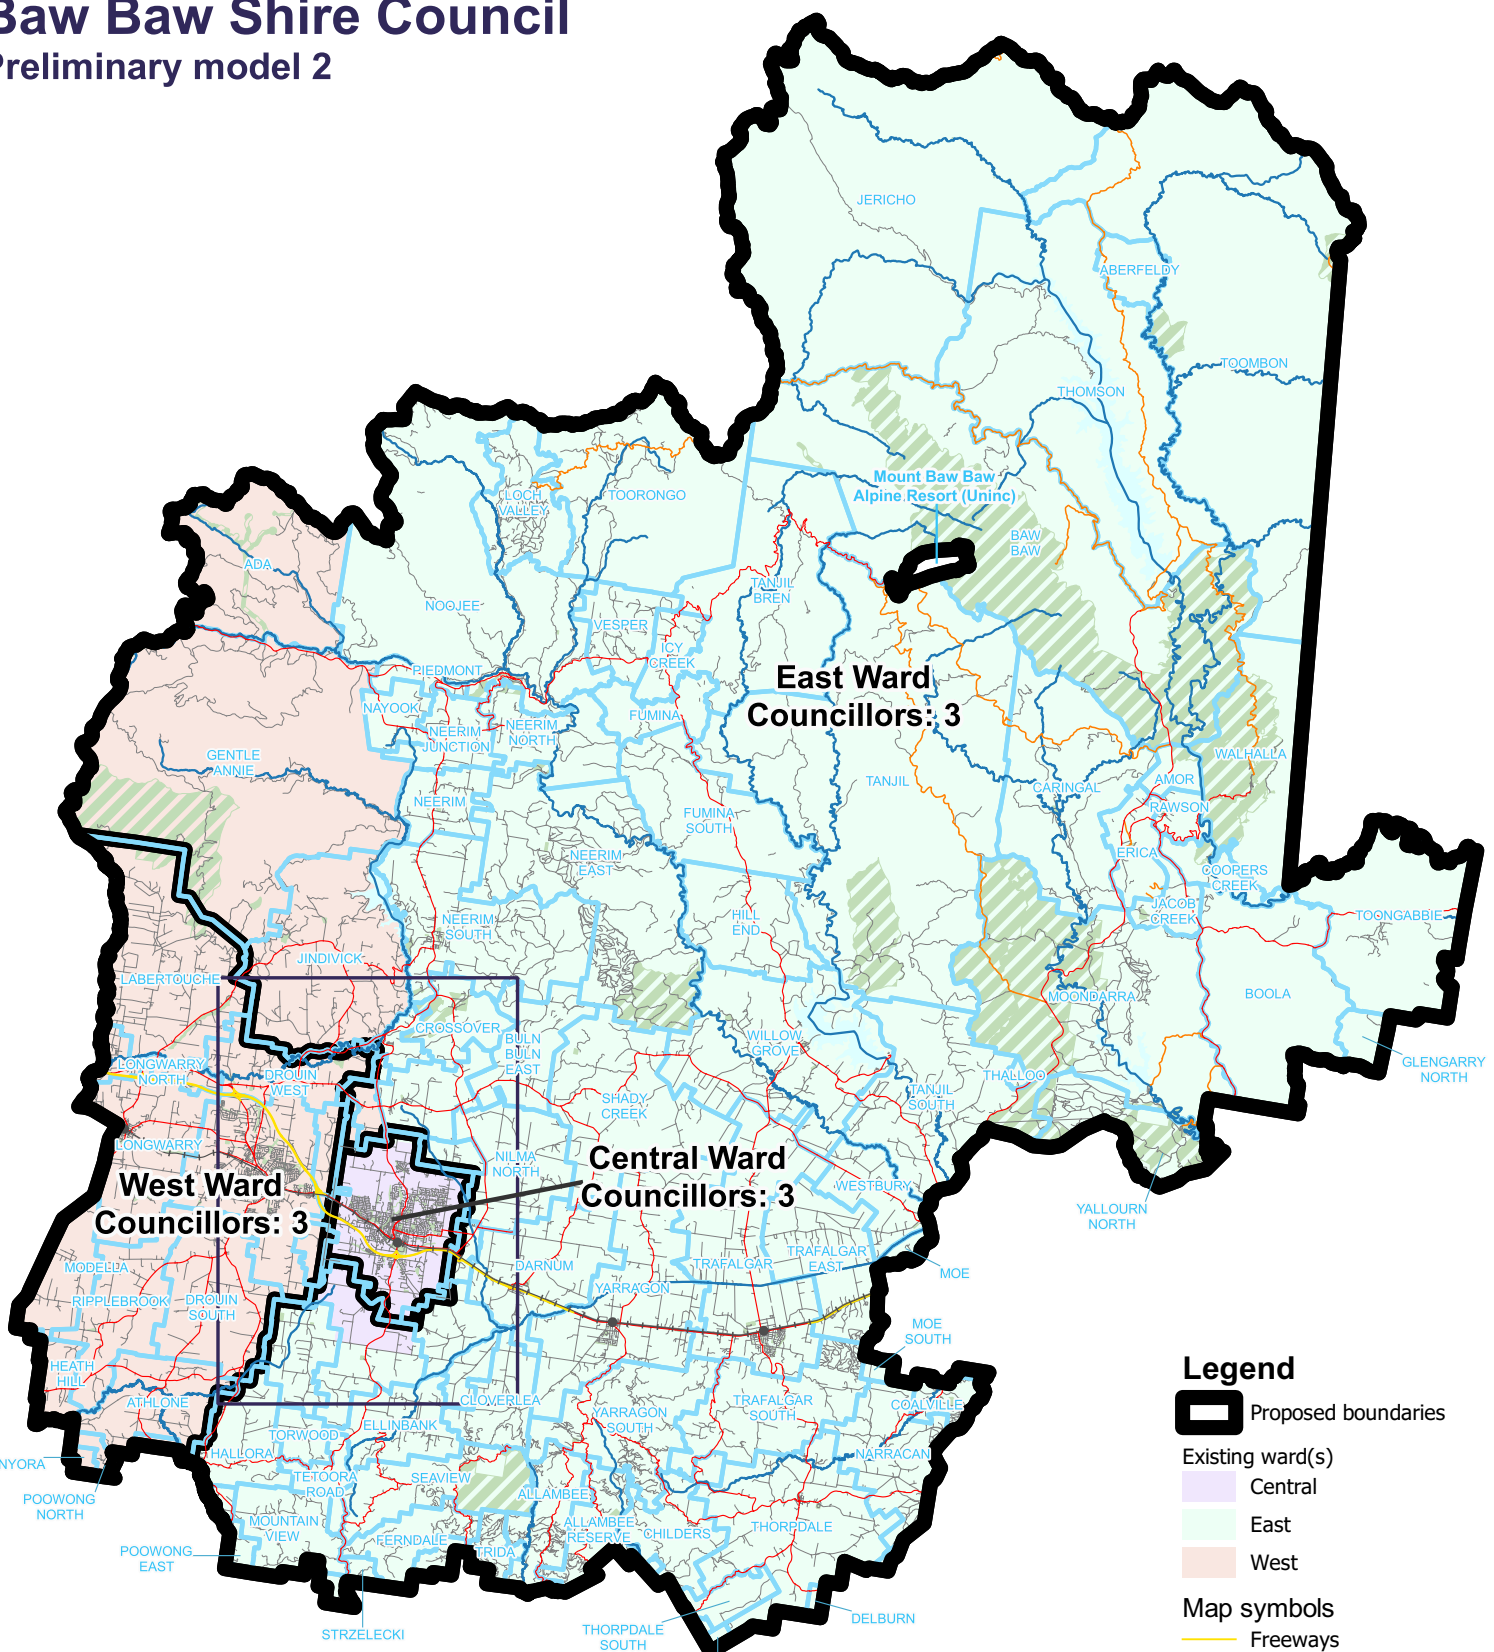 Baw Baw Shire Council
Preliminary model 2
JERICHO
ABERFELDY
TOOMBON
THOMSON
Mount Baw Baw
Alpine Resort (Uninc)
LOCH
VALLEY
TOORONGO
BAW
BAW
ADA
TANJIL
BREN
NOOJEE
VESPER
ICY
CREEK
PIEDMONT
East Ward
Councillors: 3
NAYOOK
FUMINA
NEERIM
JUNCTION
NEERIM
NORTH
GENTLE
ANNIE
WALHALLA
TANJIL
CARINGAL
AMOR
RAWSON
NEERIM
FUMINA
SOUTH
NEERIM
EAST
ERICA
COOPERS
CREEK
JACOB
CREEK
TOONGABBIE
NEERIM
SOUTH
HILL
END
JINDIVICK
LABERTOUCHE
MOONDARRA
BOOLA
CROSSOVER
BULN
BULN
EAST
WILLOW
GROVE
GLENGARRY
NORTH
LONGWARRY
NORTH
DROUIN
WEST
THALLOO
TANJIL
SOUTH
SHADY
CREEK
LONGWARRY
NILMA
NORTH
Central Ward
Councillors: 3
West Ward
Councillors: 3
WESTBURY
YALLOURN
NORTH
MODELLA
DARNUM
TRAFALGAR
TRAFALGAR
EAST
MOE
RIPPLEBROOK
DROUIN
SOUTH
YARRAGON
MOE
SOUTH
HEATH
HILL
ATHLONE
CLOVERLEA
YARRAGON
SOUTH
TRAFALGAR
SOUTH
COALVILLE
TORWOOD
ELLINBANK
HALLORA
NARRACAN
NYORA
TETOORA
ROAD
SEAVIEW
ALLAMBEE
POOWONG
NORTH
MOUNTAIN
VIEW
FERNDALE
TRIDA
ALLAMBEE
RESERVE
CHILDERS
THORPDALE
POOWONG
EAST
STRZELECKI
THORPDALE
SOUTH
DELBURN
Legend
Proposed boundaries
Existing ward(s)
Central
East
West
Map symbols
Freeways